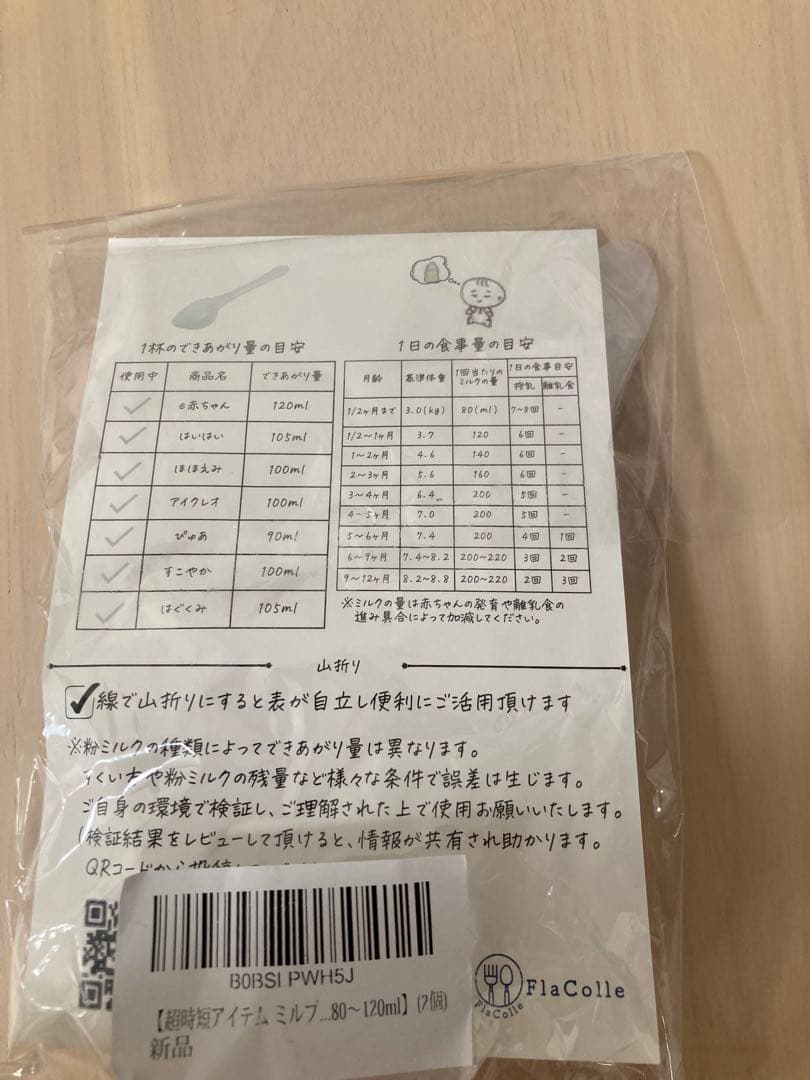 1杯のできあがり量の目安
使用中 商品名 できあがり量
e赤ちゃん 120ml
はいはい 105ml
ほほえみ 100ml
アイクレオ 100ml
ぴゅあ 90ml
すこやか 100ml
はぐくみ 105ml
1日の食事量の目安
月齢 基準体重 1回当たりのミルクの量 1日の食事目安
授乳 離乳食
1/2ヶ月まで 3.0(kg) 80(ml) 7~8回 -
1/2~1ヶ月 3.7 120 6回 -
1~2ヶ月 4.6 140 6回 -
2~3ヶ月 5.6 160 6回 -
3~4ヶ月 6.4 200 5回 -
4~5ヶ月 7.0 200 5回 -
5~6ヶ月 7.4 200 4回 1回
6~9ヶ月 7.4~8.2 200~220 3回 2回
9~12ヶ月 8.2~8.8 200~220 2回 3回
※ミルクの量は赤ちゃんの発育や離乳食の
進み具合によって加減してください。
山折り
線で山折りにすると表が自立し便利にご活用頂けます
※粉ミルクの種類によってできあがり量は異なります。
すくい方や粉ミルクの残量など様々な条件で誤差は生じます。
ご自身の環境で検証し、ご理解された上で使用お願いいたします。
(検証結果をレビューして頂けると、情報が共有され助かります。
QRコードから
B0BSLPWH5J
【超時短アイテム ミルプ...80~120ml】(2個)
新品
FlaColle
FlaColle